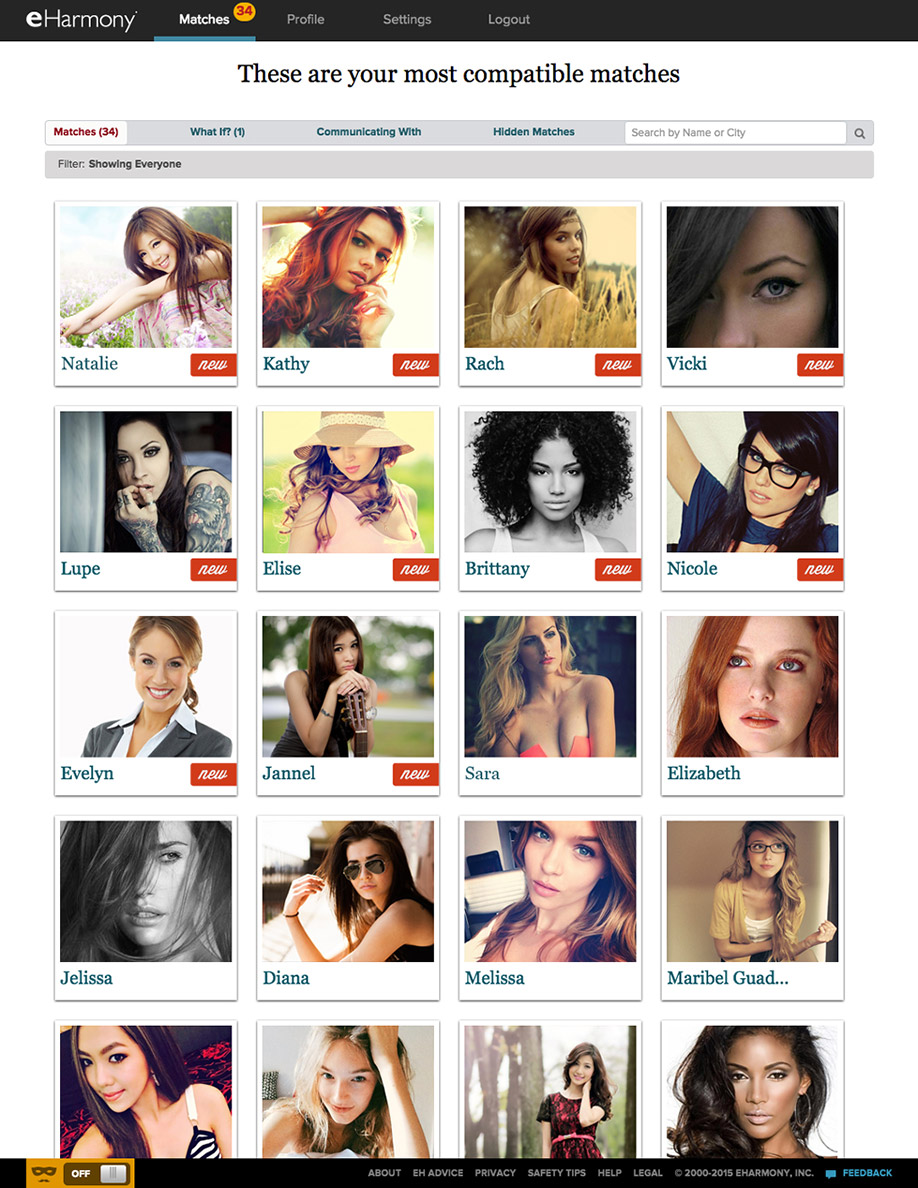 eHarmony
Matches 34 Profile Settings Logout
These are your most compatible matches
Matches (34) What If? (1) Communicating With Hidden Matches Search by Name or City
Filter: Showing Everyone
Natalie new Kathy new Rach new Vicki new
Lupe new Elise new Brittany new Nicole new
Evelyn new Jannel new Sara Elizabeth
Jelissa Diana Melissa Maribel Guad...
OFF ABOUT EH ADVICE PRIVACY SAFETY TIPS HELP LEGAL © 2000-2015 EHARMONY, INC. FEEDBACK